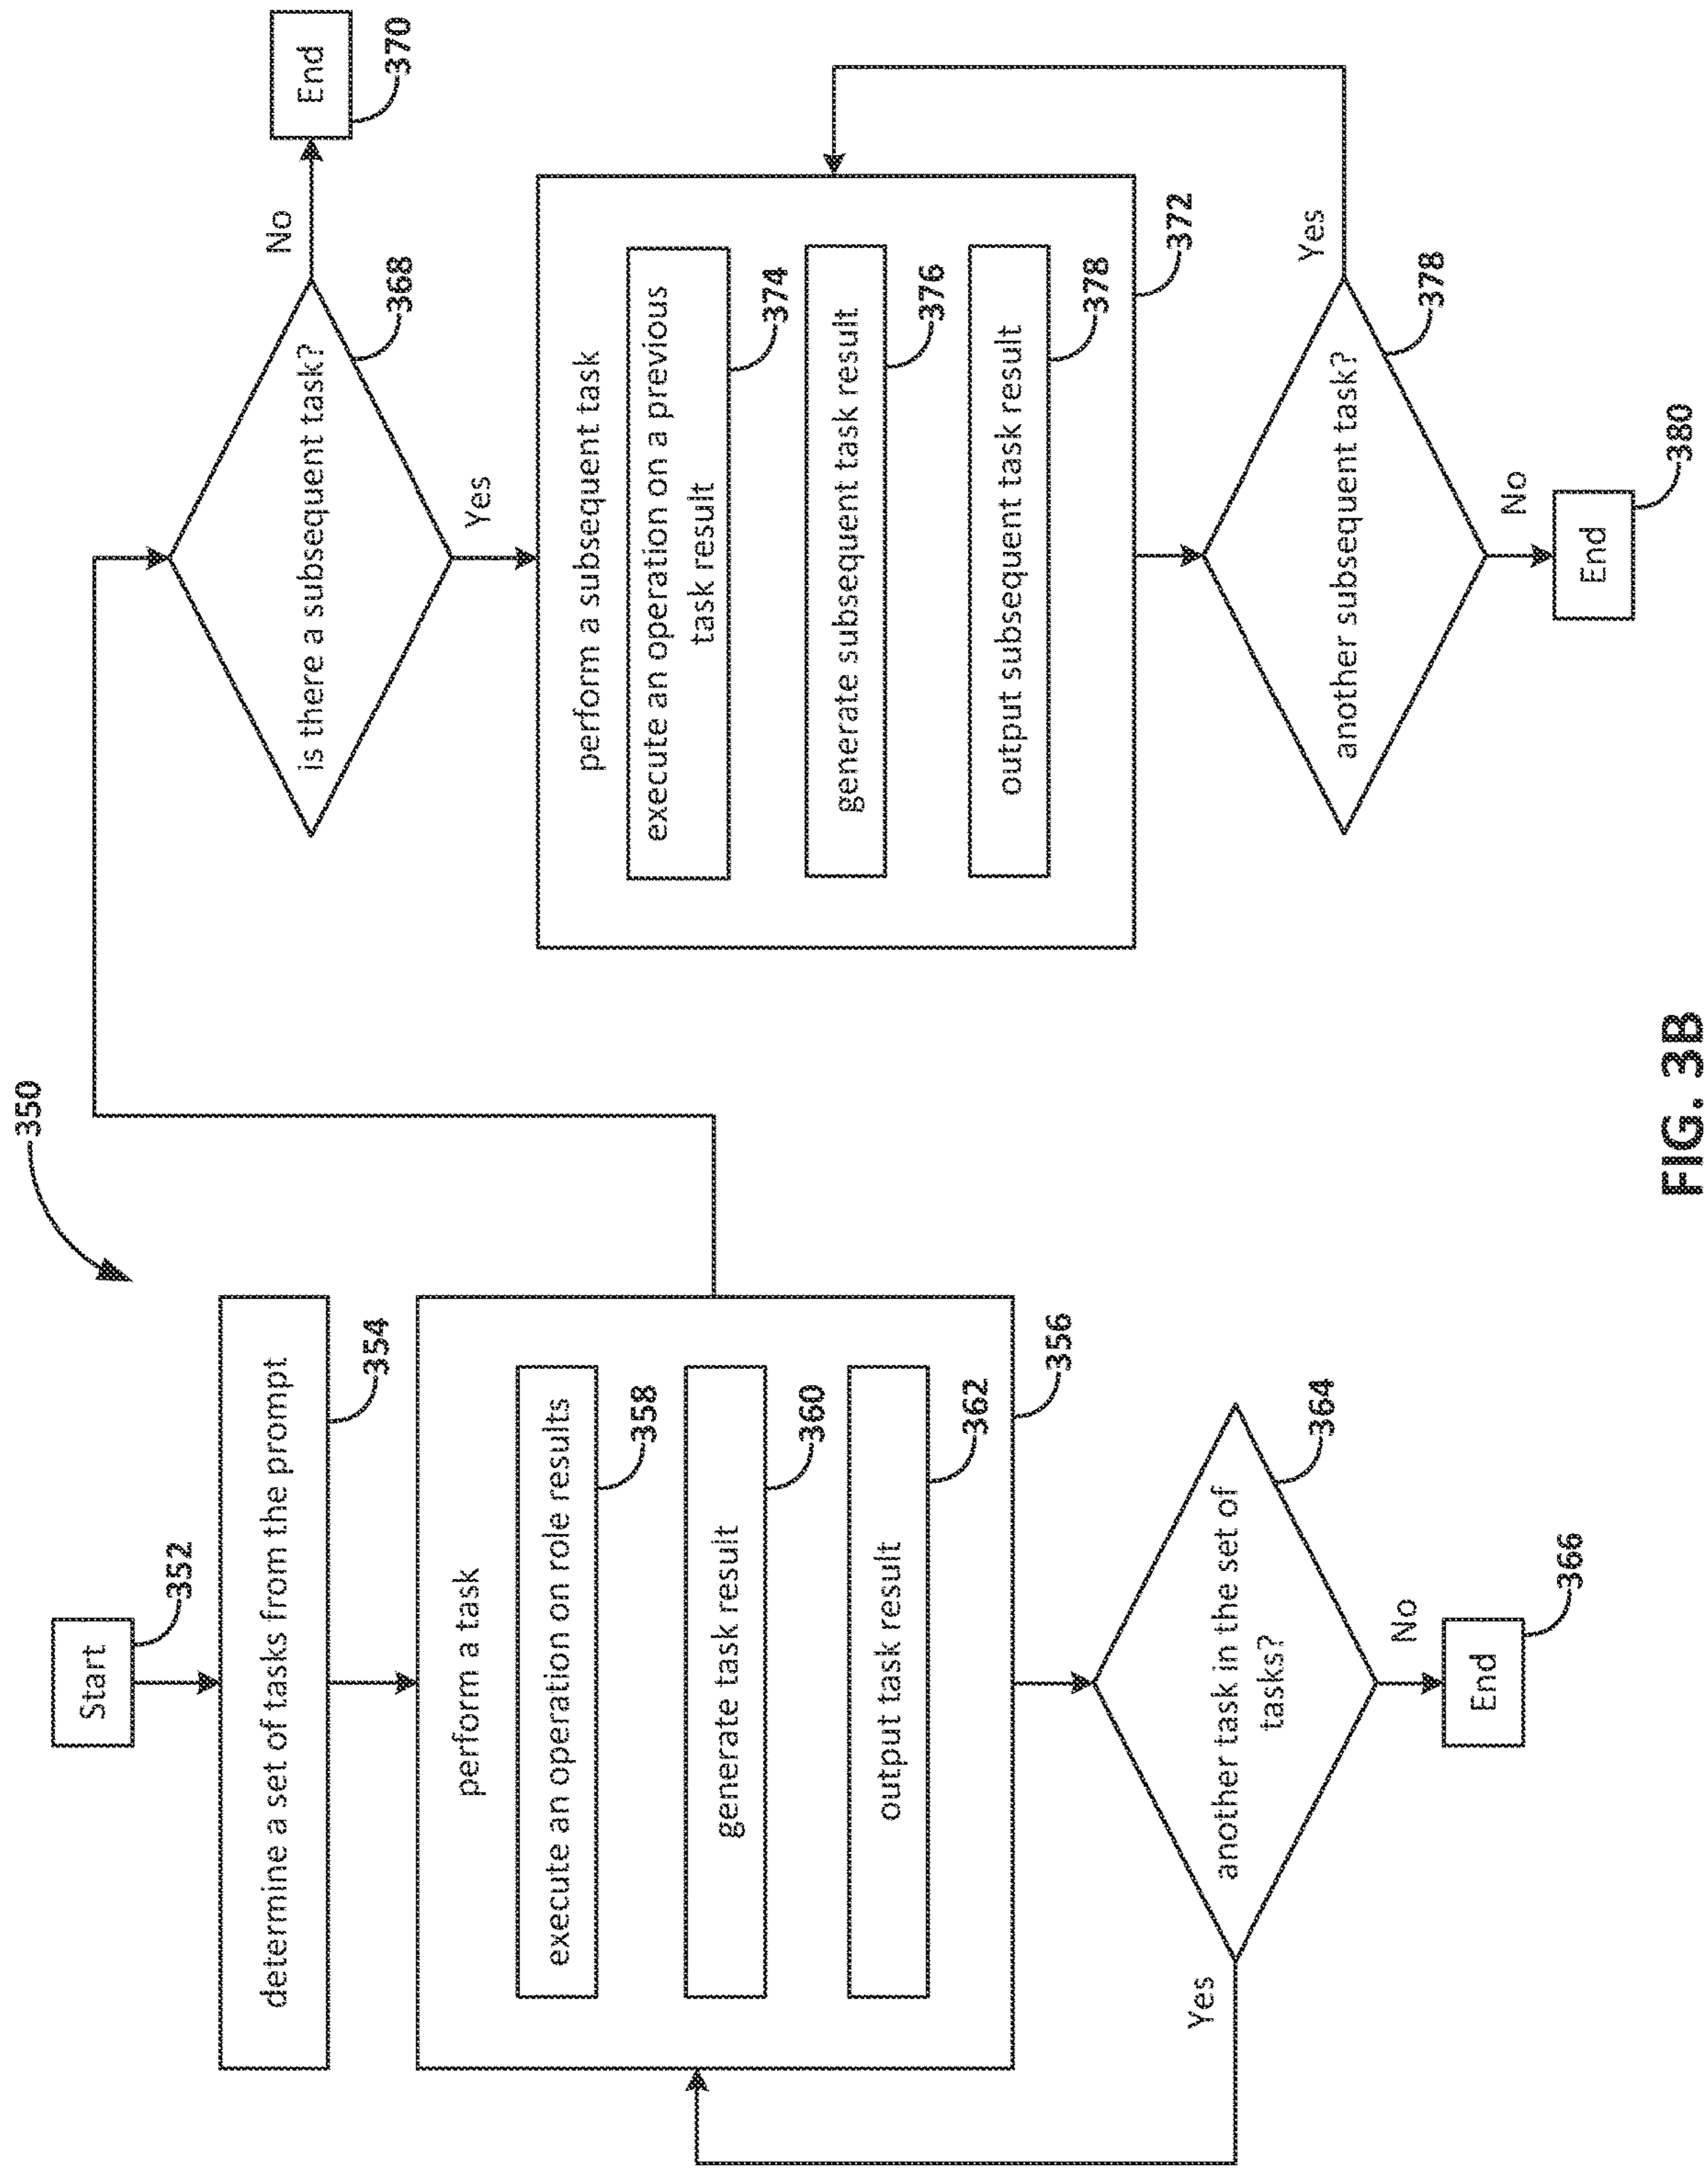 350
Start
352
determine a set of tasks from the prompt
354
perform a task
execute an operation on role results
358
generate task result
360
output task result
362
356
another task in the set of
tasks?
364
Yes
No
End
366
is there a subsequent task?
368
No
End
370
Yes
perform a subsequent task
execute an operation on a previous
task result
374
generate subsequent task result
376
output subsequent task result
378
372
another subsequent task?
378
Yes
No
End
380
FIG. 3B